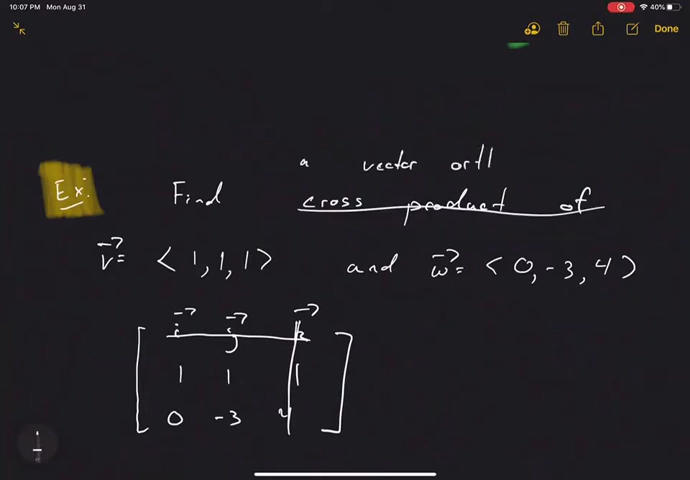 10:07 PM Mon Aug 31
40%
Done
a vector
Ex: Find cross product of
v = < 1, 1, 1 > and w = < 0, -3, 4 >
i j k
1 1 1
0 -3 4